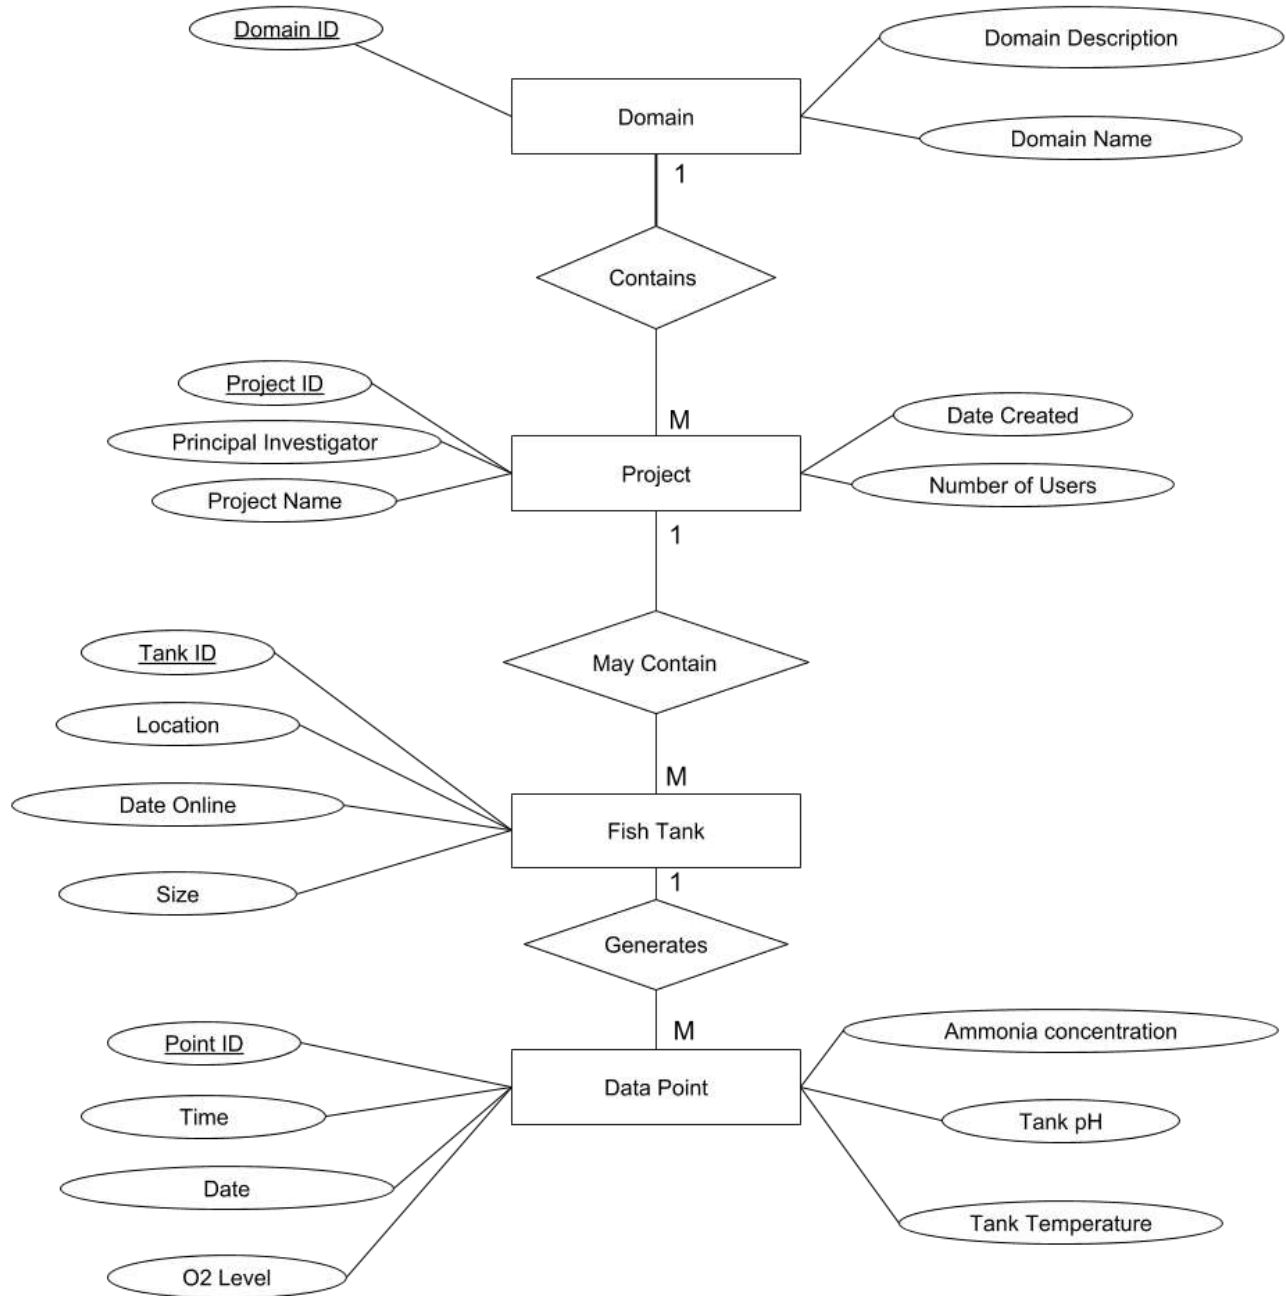 Domain ID
Domain Description
Domain
Domain Name
1
Contains
Project ID
M
Date Created
Principal Investigator
Project
Number of Users
Project Name
1
Tank ID
May Contain
Location
M
Date Online
Fish Tank
1
Size
Generates
M
Ammonia concentration
Point ID
Data Point
Time
Tank pH
Date
Tank Temperature
O2 Level